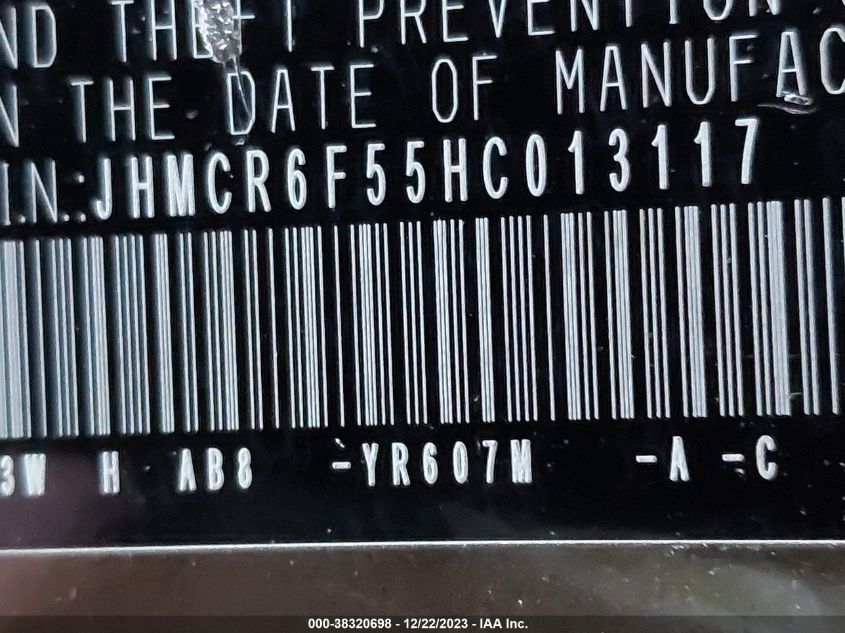 ND THEFT PREVENTION
N THE DATE OF MANUFAC
I.N.:JHMCR6F55HC013117
3W H AB8 -YR607M -A -C
000-38320698 - 12/22/2023 - IAA Inc.